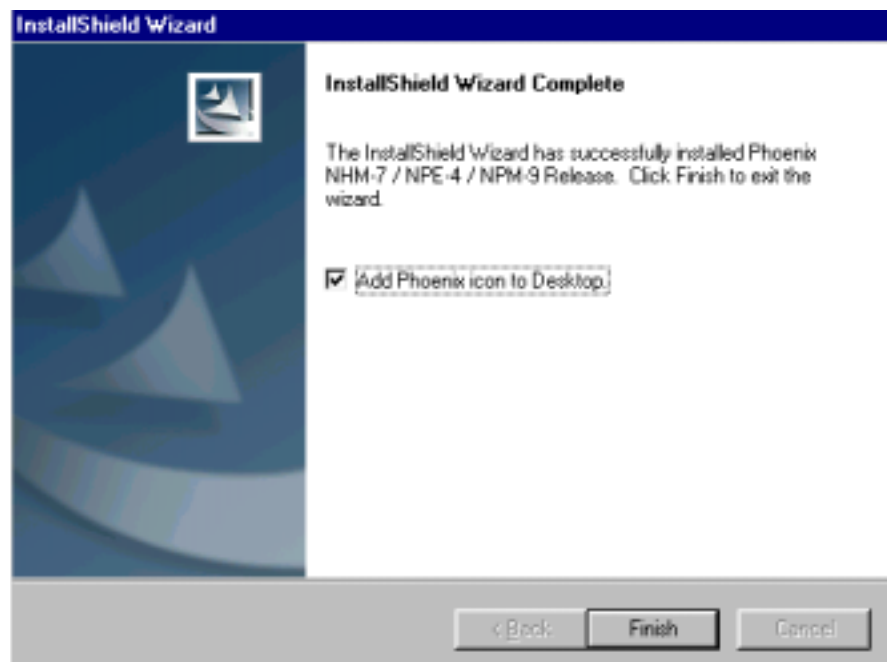 InstallShield Wizard
InstallShield Wizard Complete
The InstallShield Wizard has successfully installed Phoenix
NHM-7 / NPE-4 / NPM-9 Release. Click Finish to exit the
wizard.
Add Phoenix icon to Desktop.
< Back
Finish
Cancel